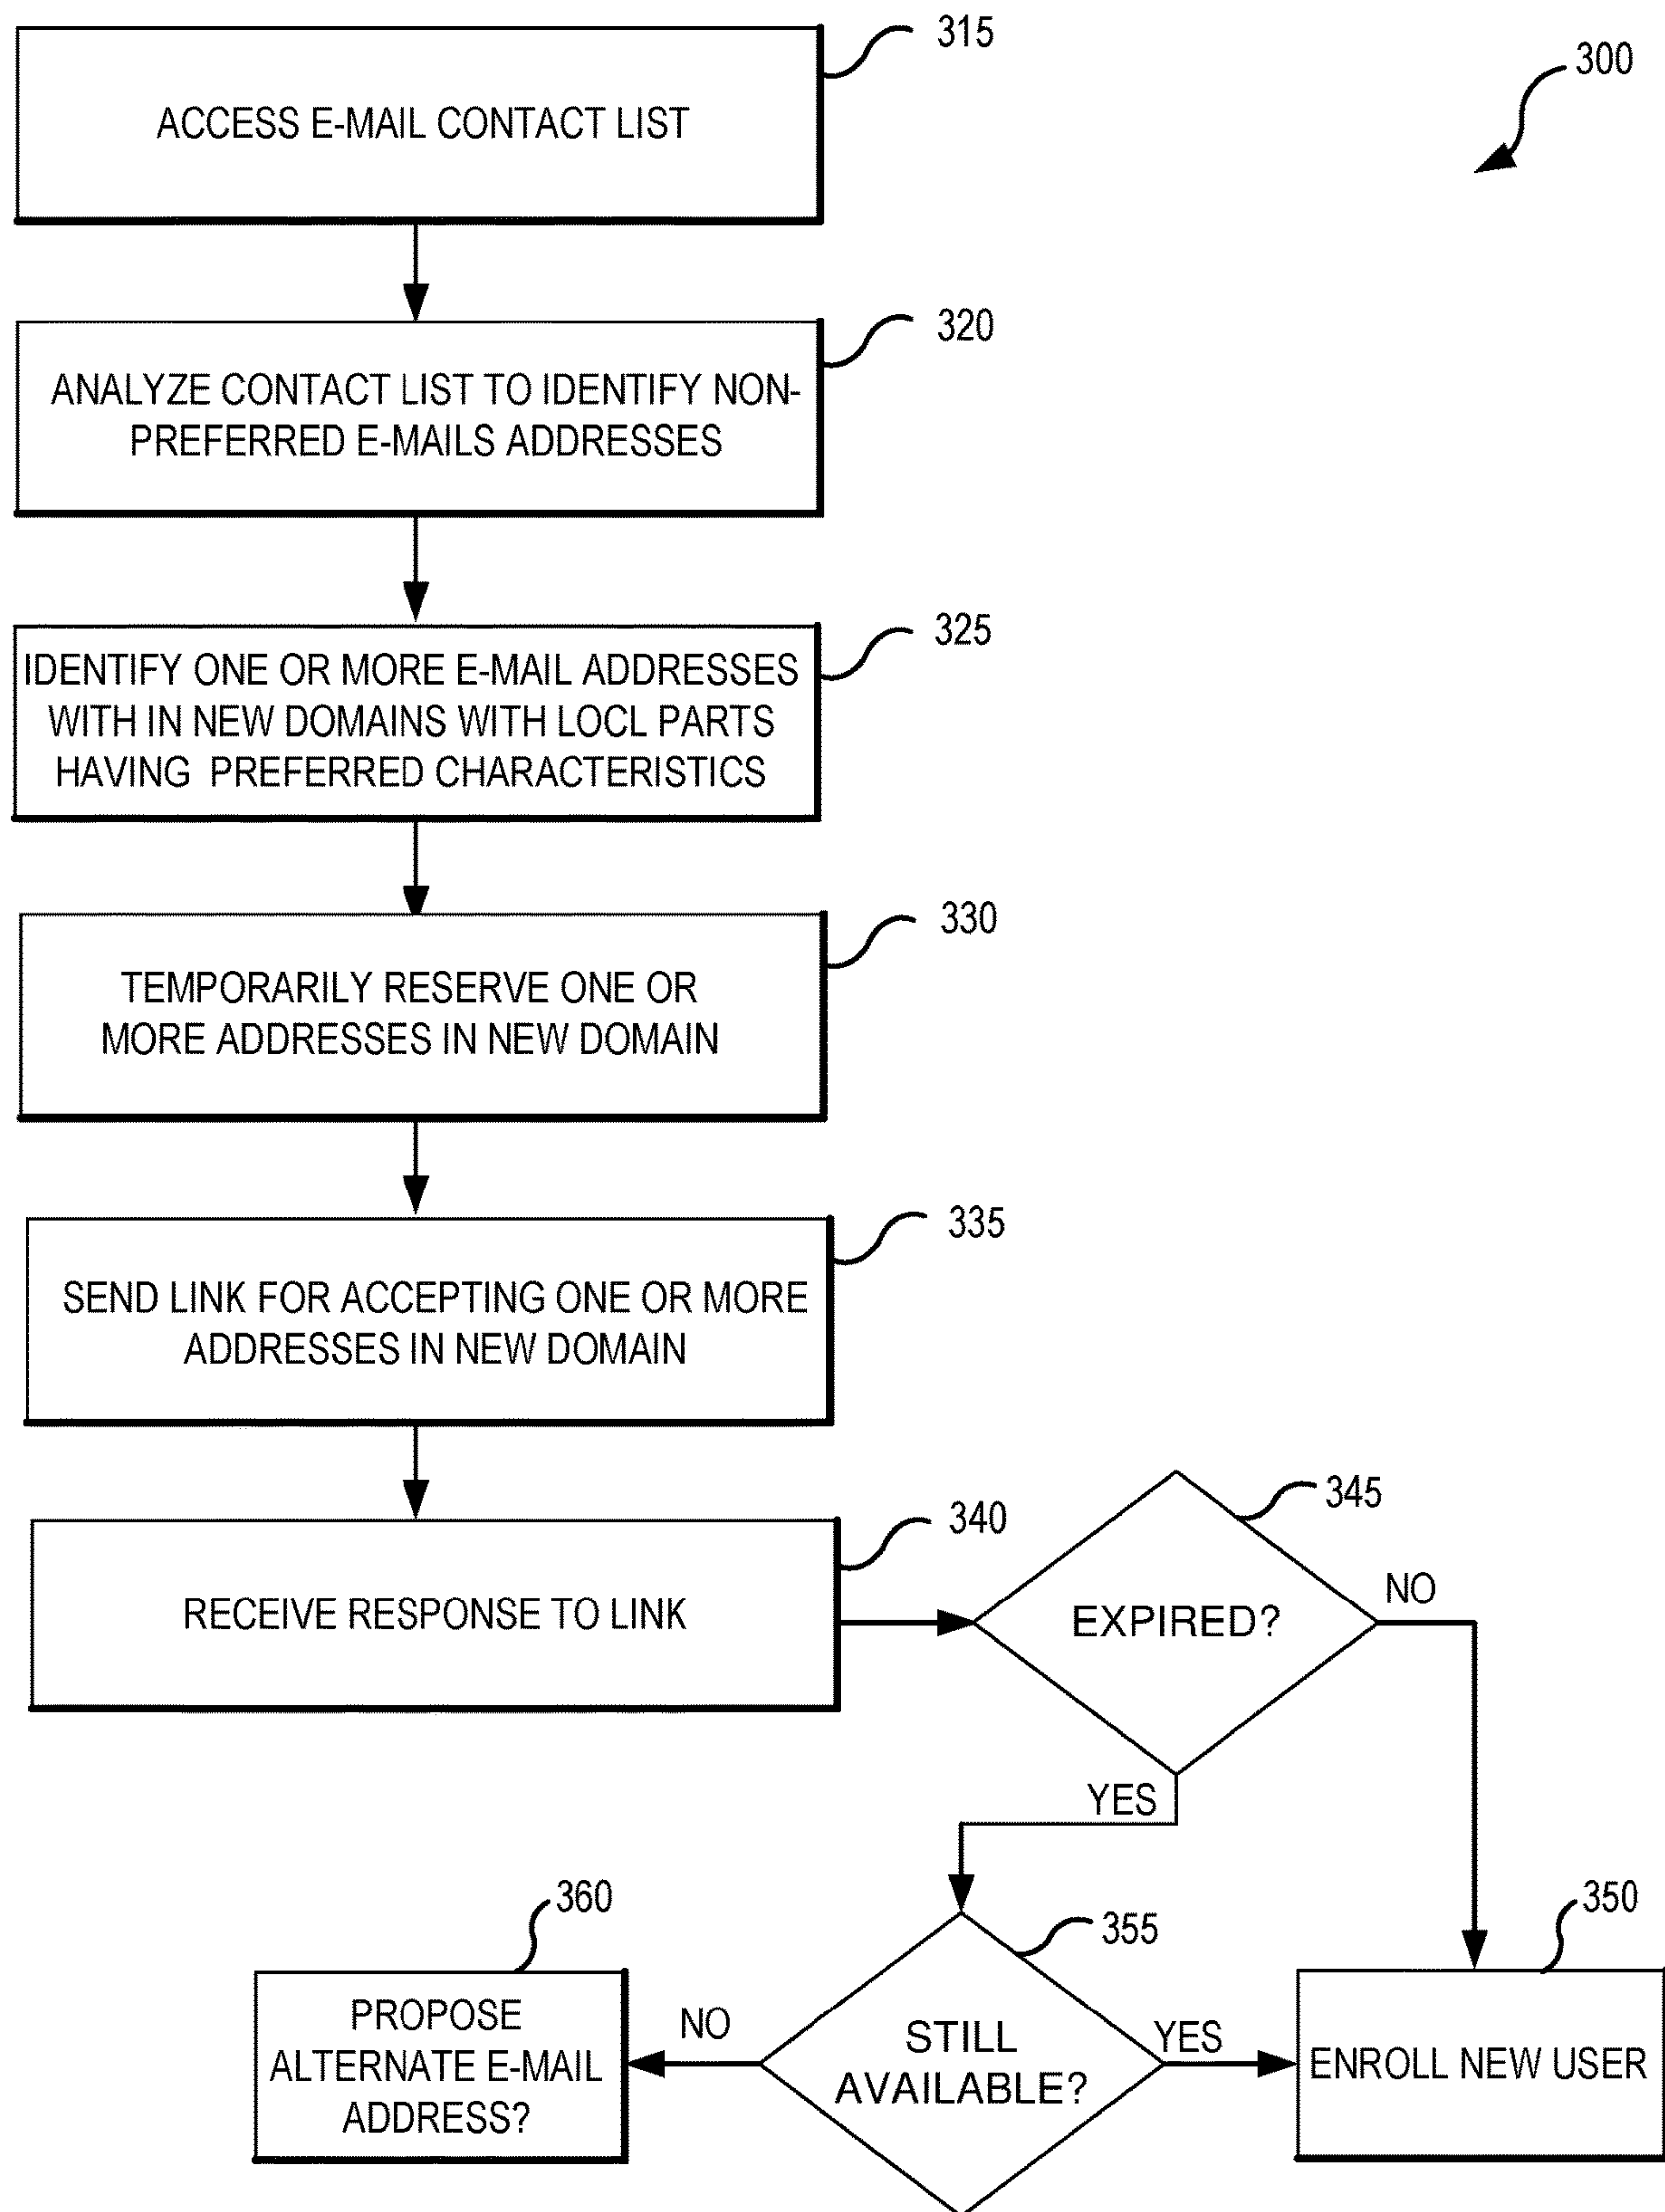 315
300
ACCESS E-MAIL CONTACT LIST
320
ANALYZE CONTACT LIST TO IDENTIFY NON-
PREFERRED E-MAILS ADDRESSES
325
IDENTIFY ONE OR MORE E-MAIL ADDRESSES
WITH IN NEW DOMAINS WITH LOCL PARTS
HAVING PREFERRED CHARACTERISTICS
330
TEMPORARILY RESERVE ONE OR
MORE ADDRESSES IN NEW DOMAIN
335
SEND LINK FOR ACCEPTING ONE OR MORE
ADDRESSES IN NEW DOMAIN
340
RECEIVE RESPONSE TO LINK
345
EXPIRED?
NO
YES
360
355
350
PROPOSE
ALTERNATE E-MAIL
ADDRESS?
NO
STILL
AVAILABLE?
YES
ENROLL NEW USER